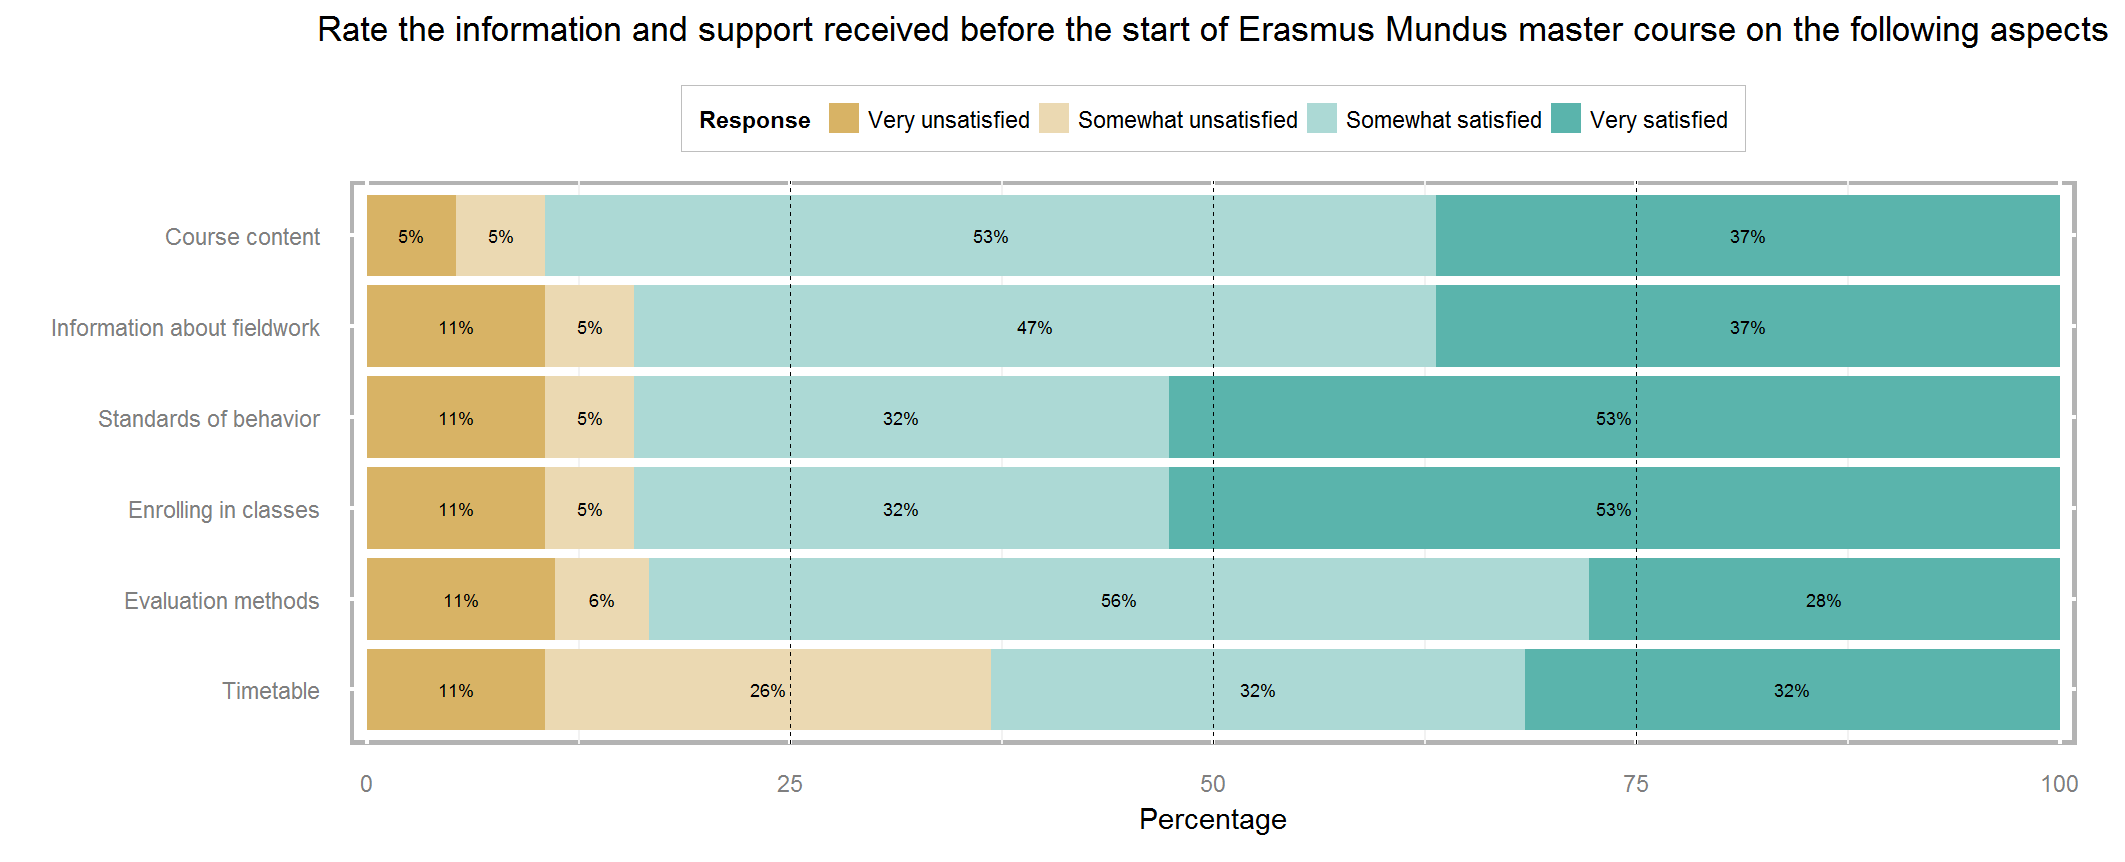 Rate the information and support received before the start of Erasmus Mundus master course on the following aspects
Response Very unsatisfied Somewhat unsatisfied Somewhat satisfied Very satisfied
Course content 5% 5% 53% 37%
Information about fieldwork 11% 5% 47% 37%
Standards of behavior 11% 5% 32% 53%
Enrolling in classes 11% 5% 32% 53%
Evaluation methods 11% 6% 56% 28%
Timetable 11% 26% 32% 32%
0 25 50 75 100
Percentage